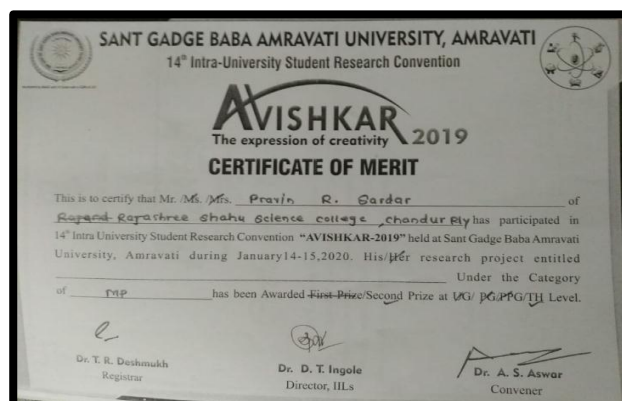 SANT GADGE BABA AMRAVATI UNIVERSITY, AMRAVATI
14th Intra-University Student Research Convention
AVISHKAR 2019
The expression of creativity
CERTIFICATE OF MERIT
This is to certify that Mr. /Ms. /Mrs. Pravin R. Sardar of
Rajarshree Shahu Science college, chandur Rly has participated in
14th Intra University Student Research Convention "AVISHKAR-2019" held at Sant Gadge Baba Amravati
University, Amravati during January14-15,2020. His/Her research project entitled
Under the Category
of has been Awarded First Prize/Second Prize at UG/ PG/PPG/TH Level.
Dr. T. R. Deshmukh
Registrar
Dr. D. T. Ingole
Director, IILs
Dr. A. S. Aswar
Convener